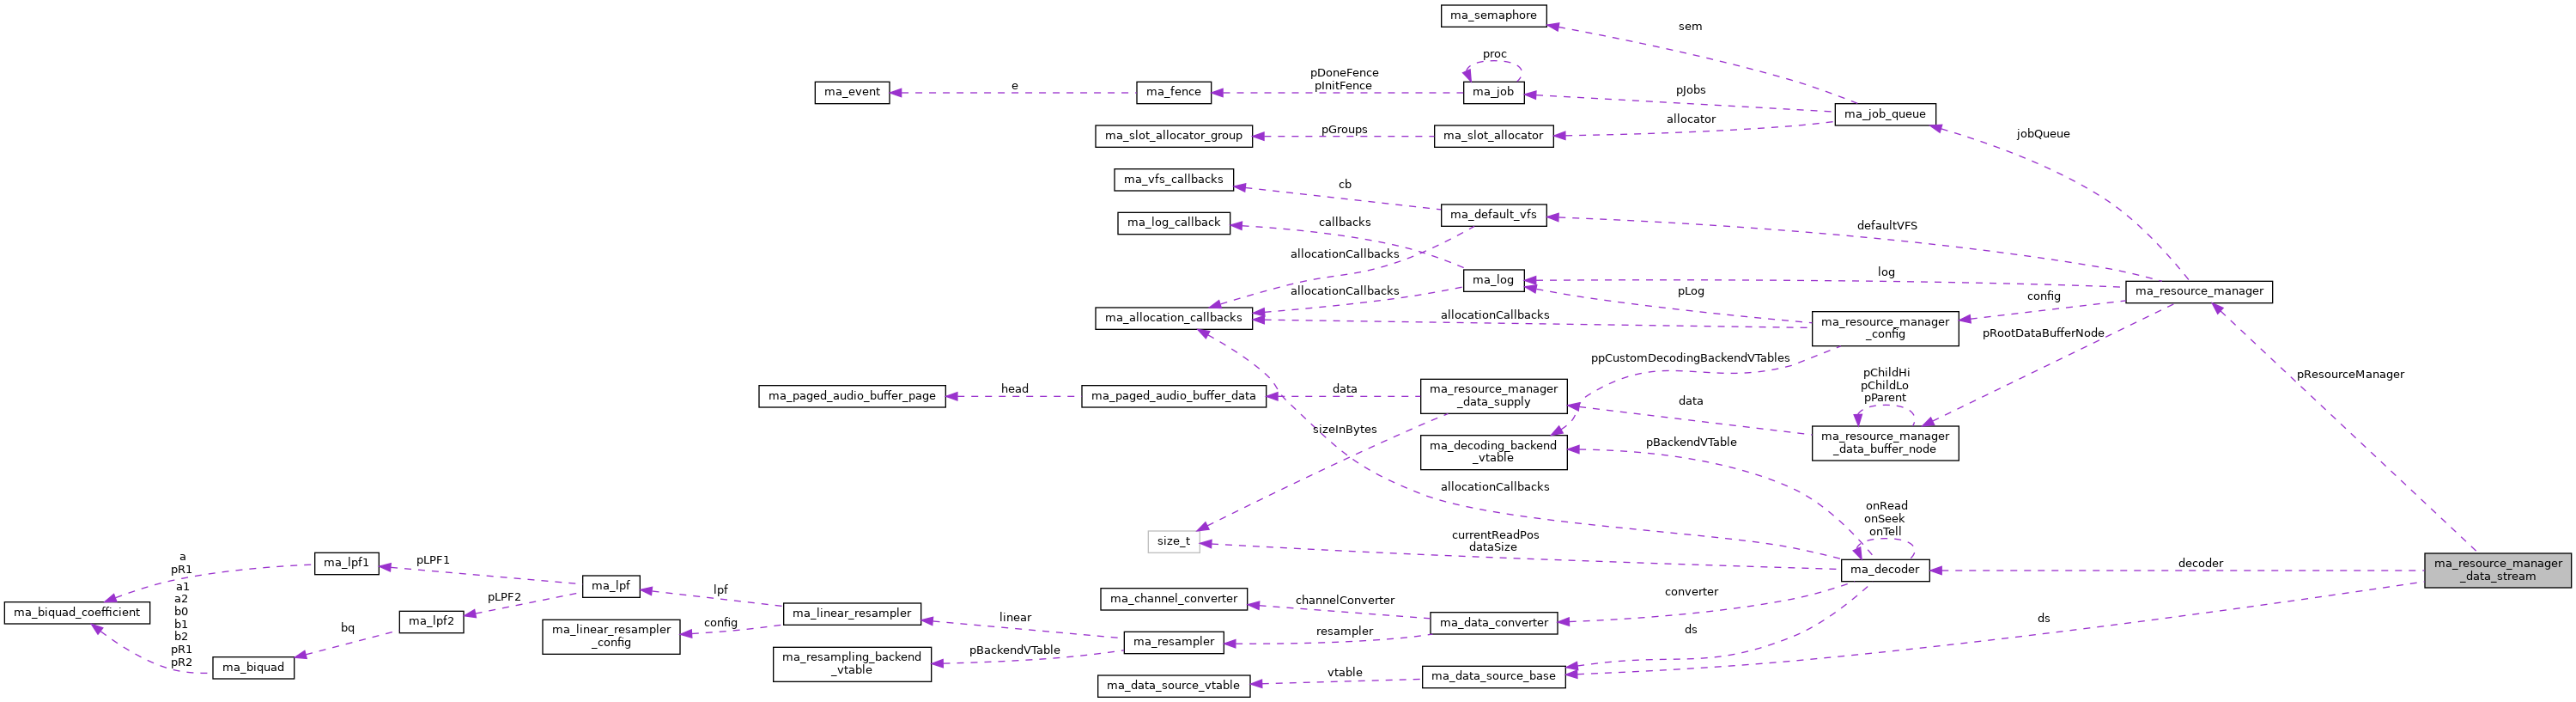 ma_semaphore
sem
proc
pJobs
pDoneFence
pInitFence
e
ma_event
ma_fence
ma_job
ma_job_queue
allocator
pGroups
ma_slot_allocator_group
ma_slot_allocator
jobQueue
ma_vfs_callbacks
cb
ma_default_vfs
ma_log_callback
callbacks
defaultVFS
allocationCallbacks
log
ma_log
allocationCallbacks
pLog
config
ma_resource_manager
ma_allocation_callbacks
allocationCallbacks
ma_resource_manager
_config
pRootDataBufferNode
ppCustomDecodingBackendVTables
pChildHi
pChildLo
pParent
pResourceManager
ma_paged_audio_buffer_page
head
ma_paged_audio_buffer_data
data
ma_resource_manager
_data_supply
data
sizeInBytes
ma_decoding_backend
_vtable
pBackendVTable
ma_resource_manager
_data_buffer_node
allocationCallbacks
onRead
onSeek
onTell
size_t
currentReadPos
dataSize
ma_decoder
decoder
ma_resource_manager
_data_stream
a
pR1
ma_lpf1
pLPF1
ma_lpf
lpf
a1
a2
b0
b1
b2
pR1
pR2
ma_biquad_coefficient
pLPF2
ma_lpf2
bq
ma_biquad
ma_linear_resampler
config
ma_linear_resampler
_config
linear
ma_channel_converter
channelConverter
converter
ma_data_converter
resampler
ma_resampler
pBackendVTable
ma_resampling_backend
_vtable
ds
ds
ma_data_source_vtable
vtable
ma_data_source_base